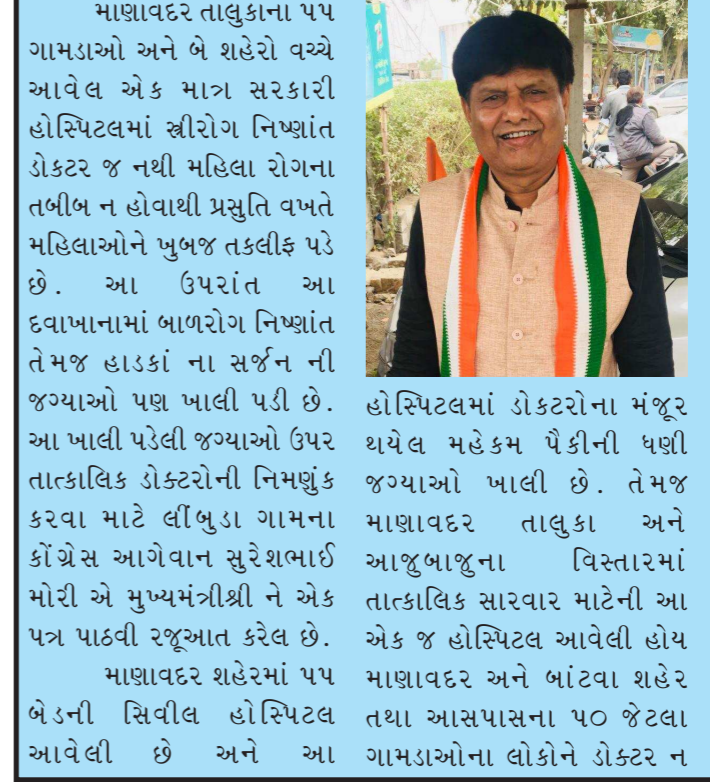 માણાવદર તાલુકાના ૫૫
ગામડાઓ અને બે શહેરો વચ્ચે
આવેલ એક માત્ર સરકારી
હોસ્પિટલમાં સ્ત્રીરોગ નિષ્ણાંત
ડોકટર જ નથી મહિલા રોગના
તબીબ ન હોવાથી પ્રસુતિ વખતે
મહિલાઓને ખુબજ તકલીફ પડે
છે. આ ઉપરાંત આ
દવાખાનામાં બાળરોગ નિષ્ણાંત
તેમજ હાડકાં ના સર્જન ની
જગ્યાઓ પણ ખાલી પડી છે.
આ ખાલી પડેલી જગ્યાઓ ઉપર
તાત્કાલિક ડોક્ટરોની નિમણુંક
કરવા માટે લીંબુડા ગામના
કોંગ્રેસ આગેવાન સુરેશભાઈ
મોરી એ મુખ્યમંત્રીશ્રી ને એક
પત્ર પાઠવી રજૂઆત કરેલ છે.
માણાવદર શહેરમાં ૫૫
બેડની સિવીલ હોસ્પિટલ
આવેલી છે અને આ
હોસ્પિટલમાં ડોકટરોના મંજૂર
થયેલ મહેકમ પૈકીની ધણી
જગ્યાઓ ખાલી છે. તેમજ
માણાવદર તાલુકા અને
આજુબાજુના વિસ્તારમાં
તાત્કાલિક સારવાર માટેની આ
એક જ હોસ્પિટલ આવેલી હોય
માણાવદર અને બાંટવા શહેર
તથા આસપાસના ૫૦ જેટલા
ગામડાઓના લોકોને ડોક્ટર ન